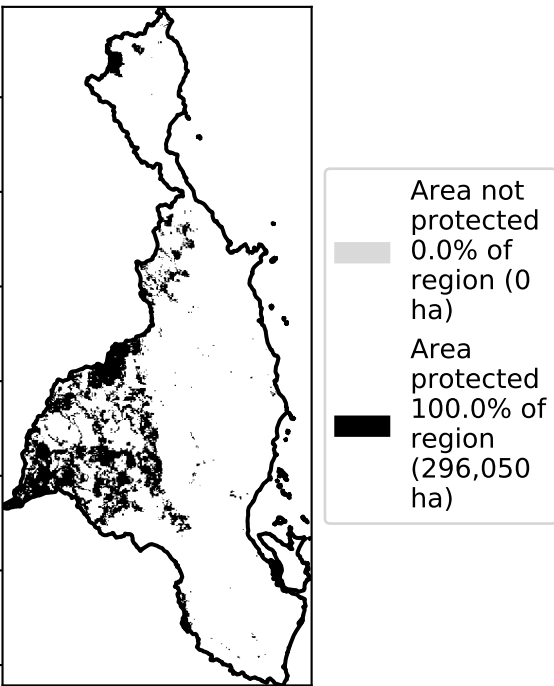 Area not
protected
0.0% of
region (0
ha)
Area
protected
100.0% of
region
(296,050
ha)